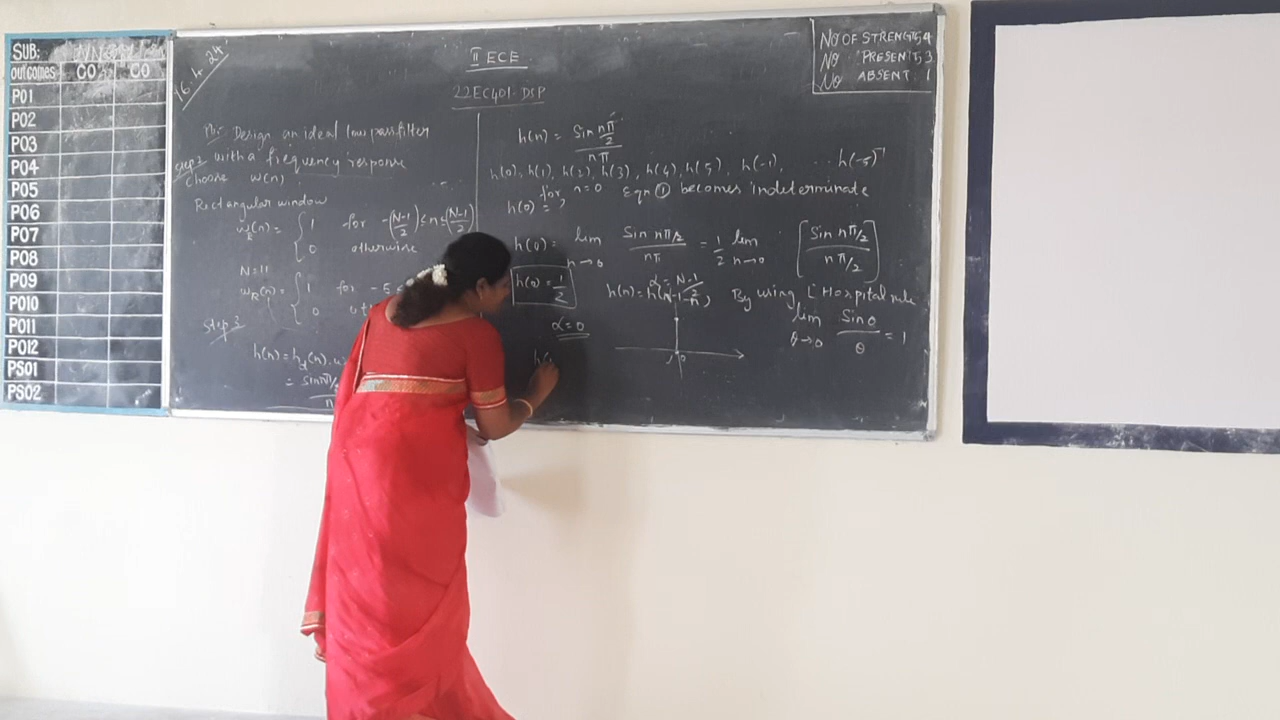 SUB:
outcomes CO CO
PO1
PO2
PO3
PO4
PO5
PO6
PO7
PO8
PO9
PO10
PO11
PO12
PSO1
PSO2
16.4.24
II ECE
22EC401-DSP
No OF STRENGTH, 4
No PRESENT, 3
No ABSENT. 1
Design an ideal low pass filter
with a frequency response
Step 2
choose w(n)
Rectangular window
w_R(n) = { 1 for -(N-1/2) ≤ n ≤ (N-1/2)
0 otherwise
N=11
w_R(n) = { 1 for -5 ≤
0
Step 3
h(n) = h_d(n).
= sin nπ/
h(n) = Sin nπ/2 / nπ
h(0), h(1), h(2), h(3), h(4), h(5), h(-1), ... h(-5)
for, n=0 Eqn ① becomes indeterminate
h(0) =
h(0) = lim n→0 Sin nπ/2 / nπ = 1/2 lim n→0 [Sin nπ/2 / nπ/2]
h(0) = 1/2
α = N-1/2
h(n) = h(N-1-n), By using L'Hospital rule
lim θ→0 Sin θ / θ = 1
α = 0